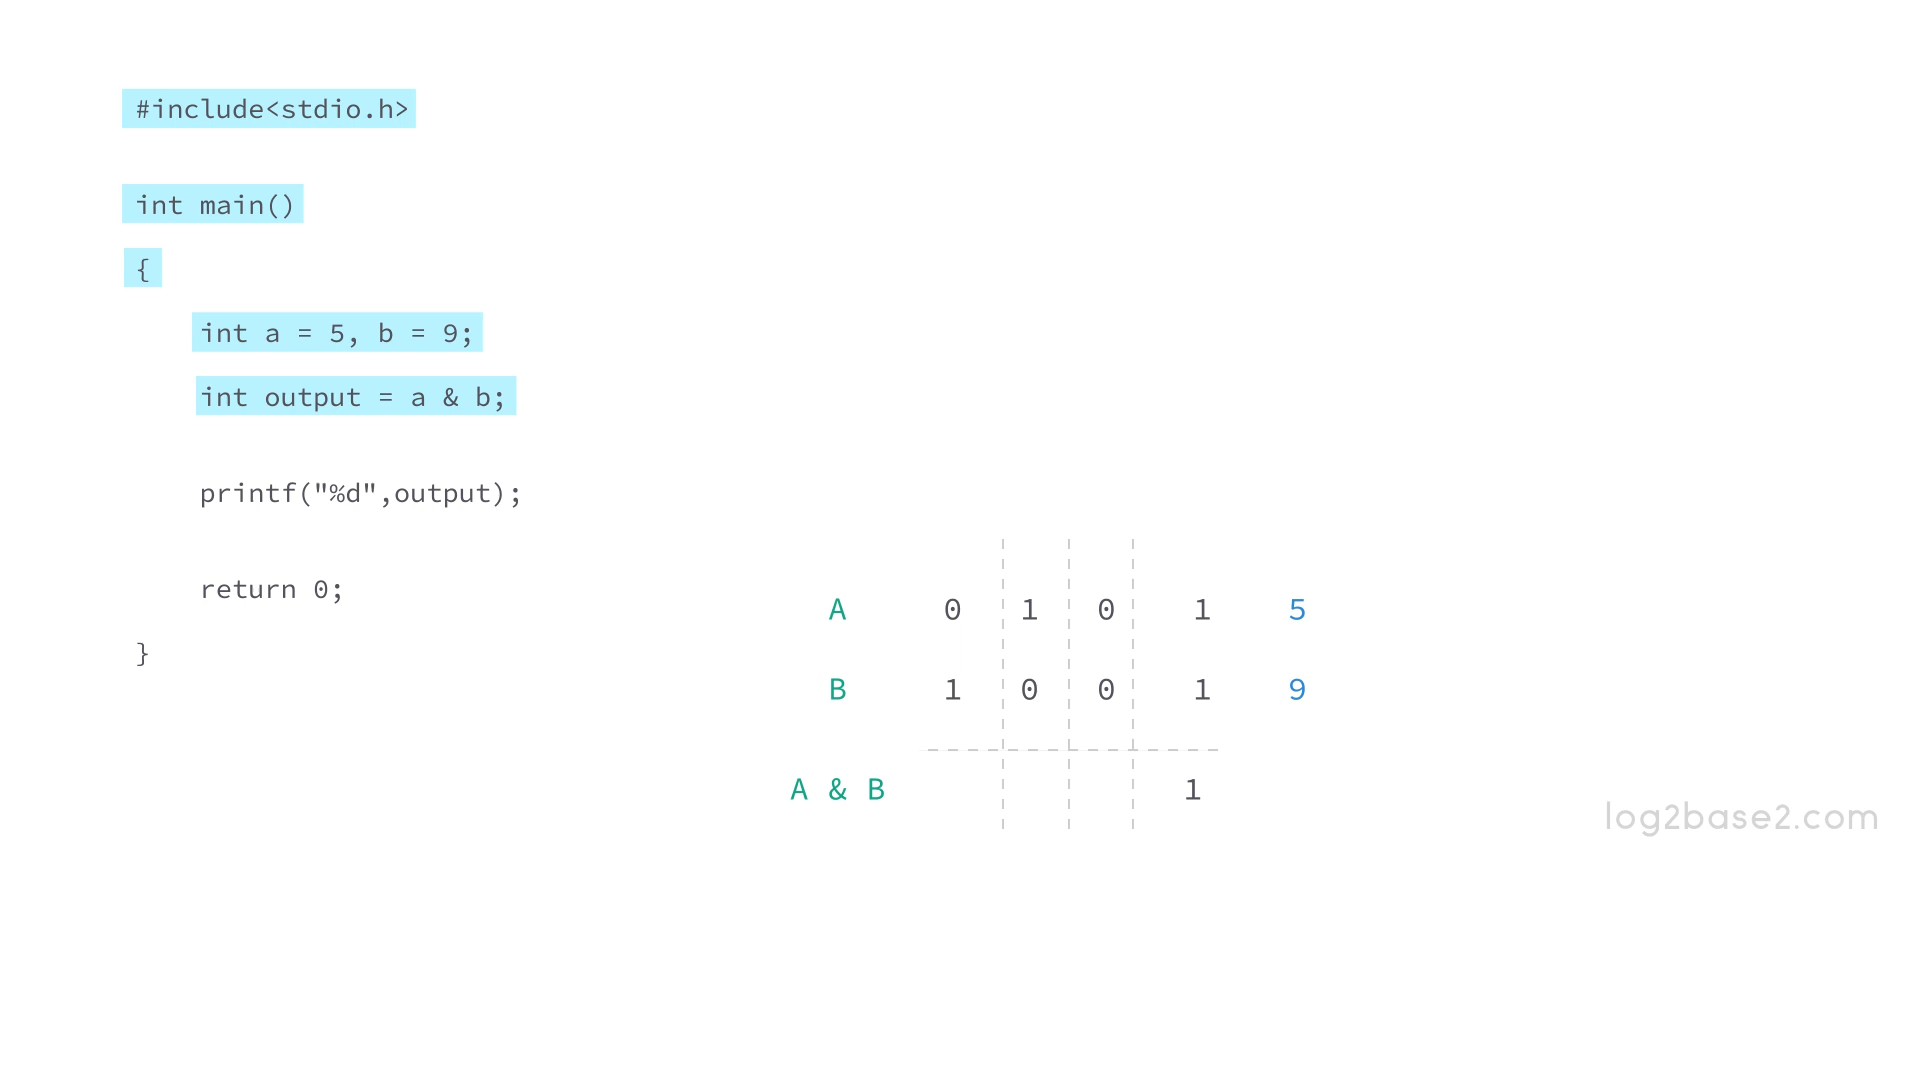 #include<stdio.h>
int main()
{
int a = 5, b = 9;
int output = a & b;
printf("%d",output);
return 0;
}
A 0 1 0 1 5
B 1 0 0 1 9
A & B 1
log2base2.com